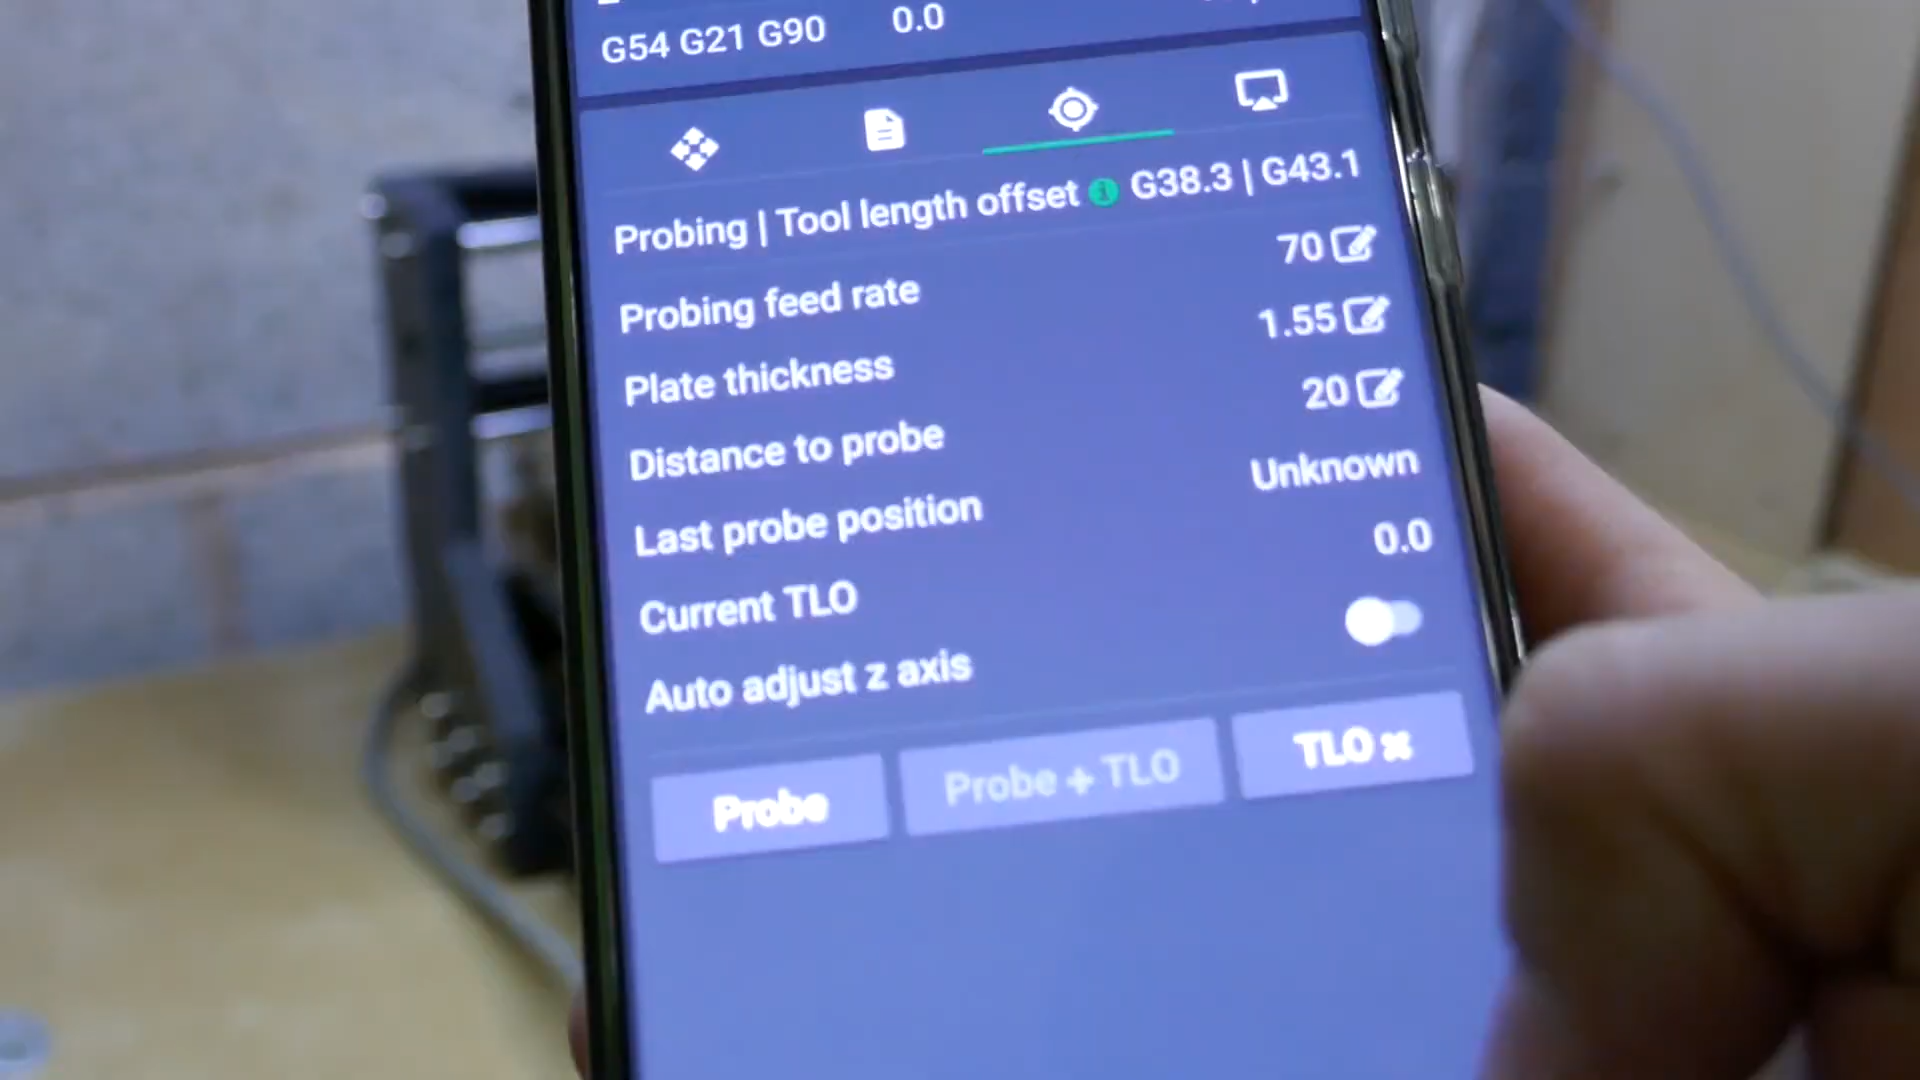 G54 G21 G90 0.0
Probing | Tool length offset G38.3 | G43.1
Probing feed rate 70
Plate thickness 1.55
Distance to probe 20
Last probe position Unknown
Current TLO 0.0
Auto adjust z axis
Probe Probe + TLO TLO ×